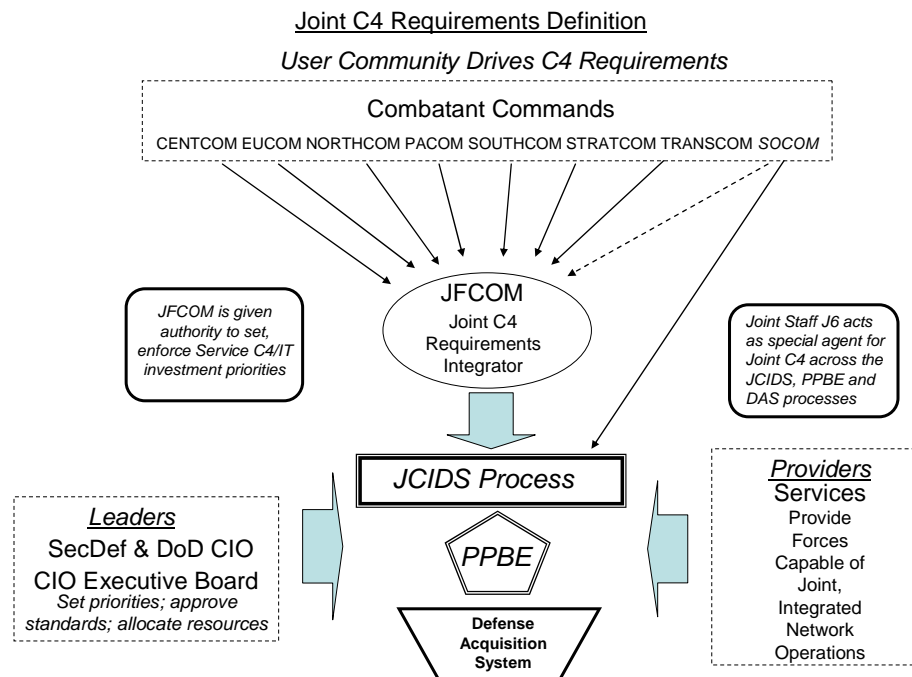 Joint C4 Requirements Definition
User Community Drives C4 Requirements
Combatant Commands
CENTCOM EUCOM NORTHCOM PACOM SOUTHCOM STRATCOM TRANSCOM SOCOM
JFCOM
Joint C4
Requirements
Integrator
JFCOM is given
authority to set,
enforce Service C4/IT
investment priorities
Joint Staff J6 acts
as special agent for
Joint C4 across the
JCIDS, PPBE and
DAS processes
JCIDS Process
Leaders
SecDef & DoD CIO
CIO Executive Board
Set priorities; approve
standards; allocate resources
PPBE
Defense
Acquisition
System
Providers
Services
Provide
Forces
Capable of
Joint,
Integrated
Network
Operations